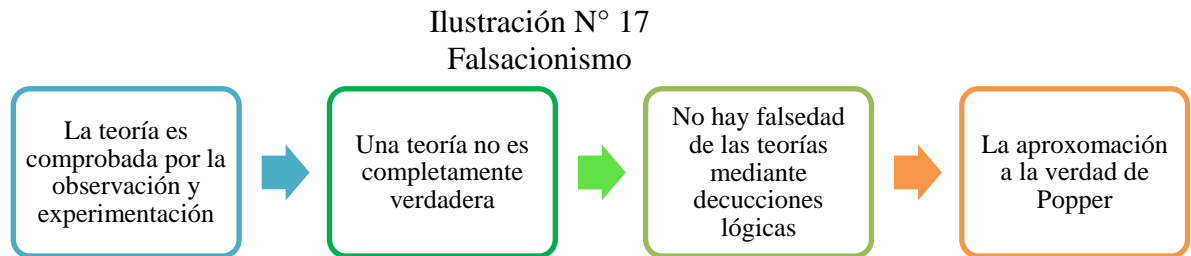 Ilustración N° 17
Falsacionismo
La teoría es
comprobada por la
observación y
experimentación
Una teoría no es
completamente
verdadera
No hay falsedad
de las teorías
mediante
decucciones
lógicas
La aproxomación
a la verdad de
Popper